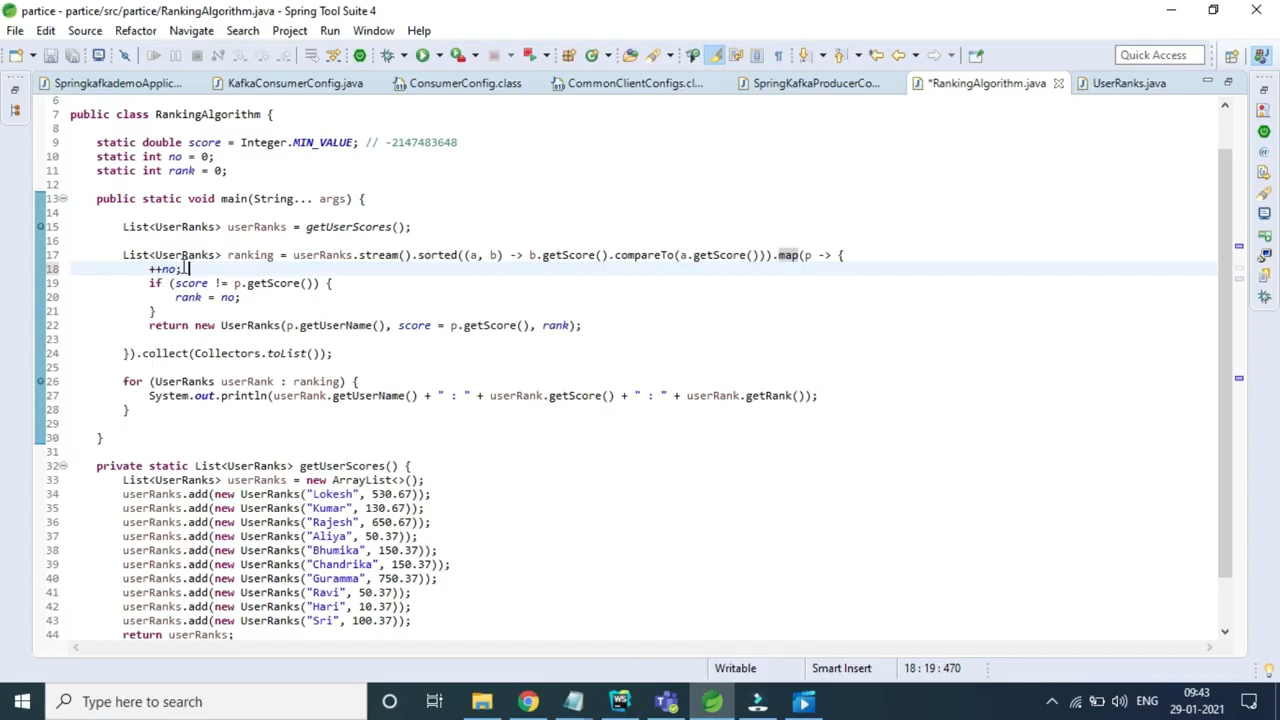 partice - partice/src/partice/RankingAlgorithm.java - Spring Tool Suite 4
File Edit Source Refactor Navigate Search Project Run Window Help
Quick Access
SpringkafkademoApplic... KafkaConsumerConfig.java ConsumerConfig.class CommonClientConfigs.cl... SpringKafkaProducerCo... *RankingAlgorithm.java UserRanks.java
6
7 public class RankingAlgorithm {
8
9 static double score = Integer.MIN_VALUE; // -2147483648
10 static int no = 0;
11 static int rank = 0;
12
13 public static void main(String... args) {
14
15 List<UserRanks> userRanks = getUserScores();
16
17 List<UserRanks> ranking = userRanks.stream().sorted((a, b) -> b.getScore().compareTo(a.getScore())).map(p -> {
18 ++no;
19 if (score != p.getScore()) {
20 rank = no;
21 }
22 return new UserRanks(p.getUserName(), score = p.getScore(), rank);
23
24 }).collect(Collectors.toList());
25
26 for (UserRanks userRank : ranking) {
27 System.out.println(userRank.getUserName() + " : " + userRank.getScore() + " : " + userRank.getRank());
28 }
29
30 }
31
32 private static List<UserRanks> getUserScores() {
33 List<UserRanks> userRanks = new ArrayList<>();
34 userRanks.add(new UserRanks("Lokesh", 530.67));
35 userRanks.add(new UserRanks("Kumar", 130.67));
36 userRanks.add(new UserRanks("Rajesh", 650.67));
37 userRanks.add(new UserRanks("Aliya", 50.37));
38 userRanks.add(new UserRanks("Bhumika", 150.37));
39 userRanks.add(new UserRanks("Chandrika", 150.37));
40 userRanks.add(new UserRanks("Guramma", 750.37));
41 userRanks.add(new UserRanks("Ravi", 50.37));
42 userRanks.add(new UserRanks("Hari", 10.37));
43 userRanks.add(new UserRanks("Sri", 100.37));
44 return userRanks;
Writable Smart Insert 18 : 19 : 470
Type here to search
ENG
09:43
29-01-2021